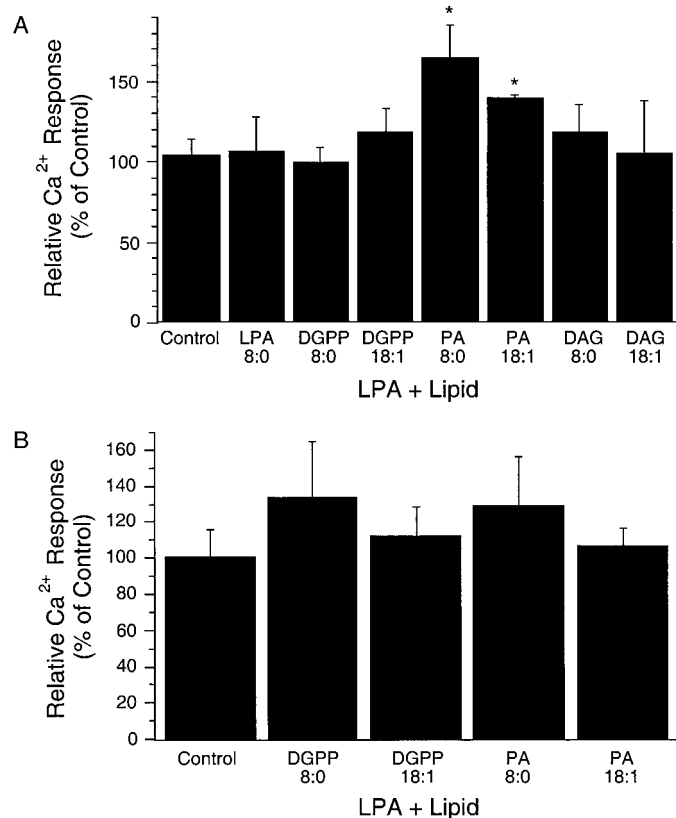 A
Relative Ca2+ Response
(% of Control)
150
100
50
0
*
*
Control LPA DGPP DGPP PA PA DAG DAG
8:0 8:0 18:1 8:0 18:1 8:0 18:1
LPA + Lipid
B
Relative Ca2+ Response
(% of Control)
160
140
120
100
80
60
40
20
0
Control DGPP DGPP PA PA
8:0 18:1 8:0 18:1
LPA + Lipid